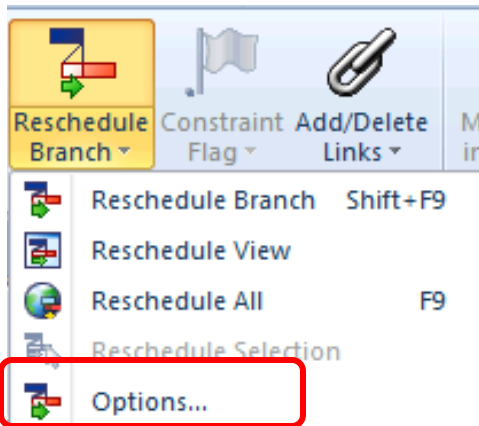 Reschedule Constraint Add/Delete
Branch Flag Links
Reschedule Branch Shift+F9
Reschedule View
Reschedule All F9
Reschedule Selection
Options...